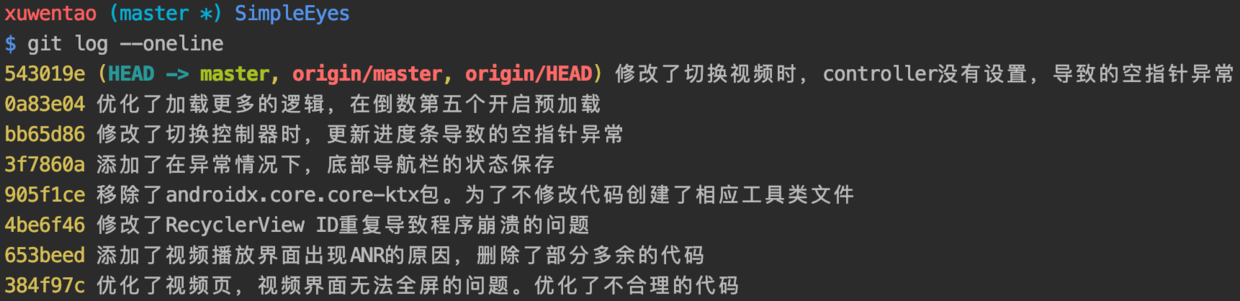 xuwentao (master *) SimpleEyes
$ git log --oneline
543019e (HEAD -> master, origin/master, origin/HEAD) 修改了切换视频时，controller没有设置，导致的空指针异常
0a83e04 优化了加载更多的逻辑，在倒数第五个开启预加载
bb65d86 修改了切换控制器时，更新进度条导致的空指针异常
3f7860a 添加了在异常情况下，底部导航栏的状态保存
905f1ce 移除了androidx.core.core-ktx包。为了不修改代码创建了相应工具类文件
4be6f46 修改了RecyclerView ID重复导致程序崩溃的问题
653beed 添加了视频播放界面出现ANR的原因，删除了部分多余的代码
384f97c 优化了视频页，视频界面无法全屏的问题。优化了不合理的代码